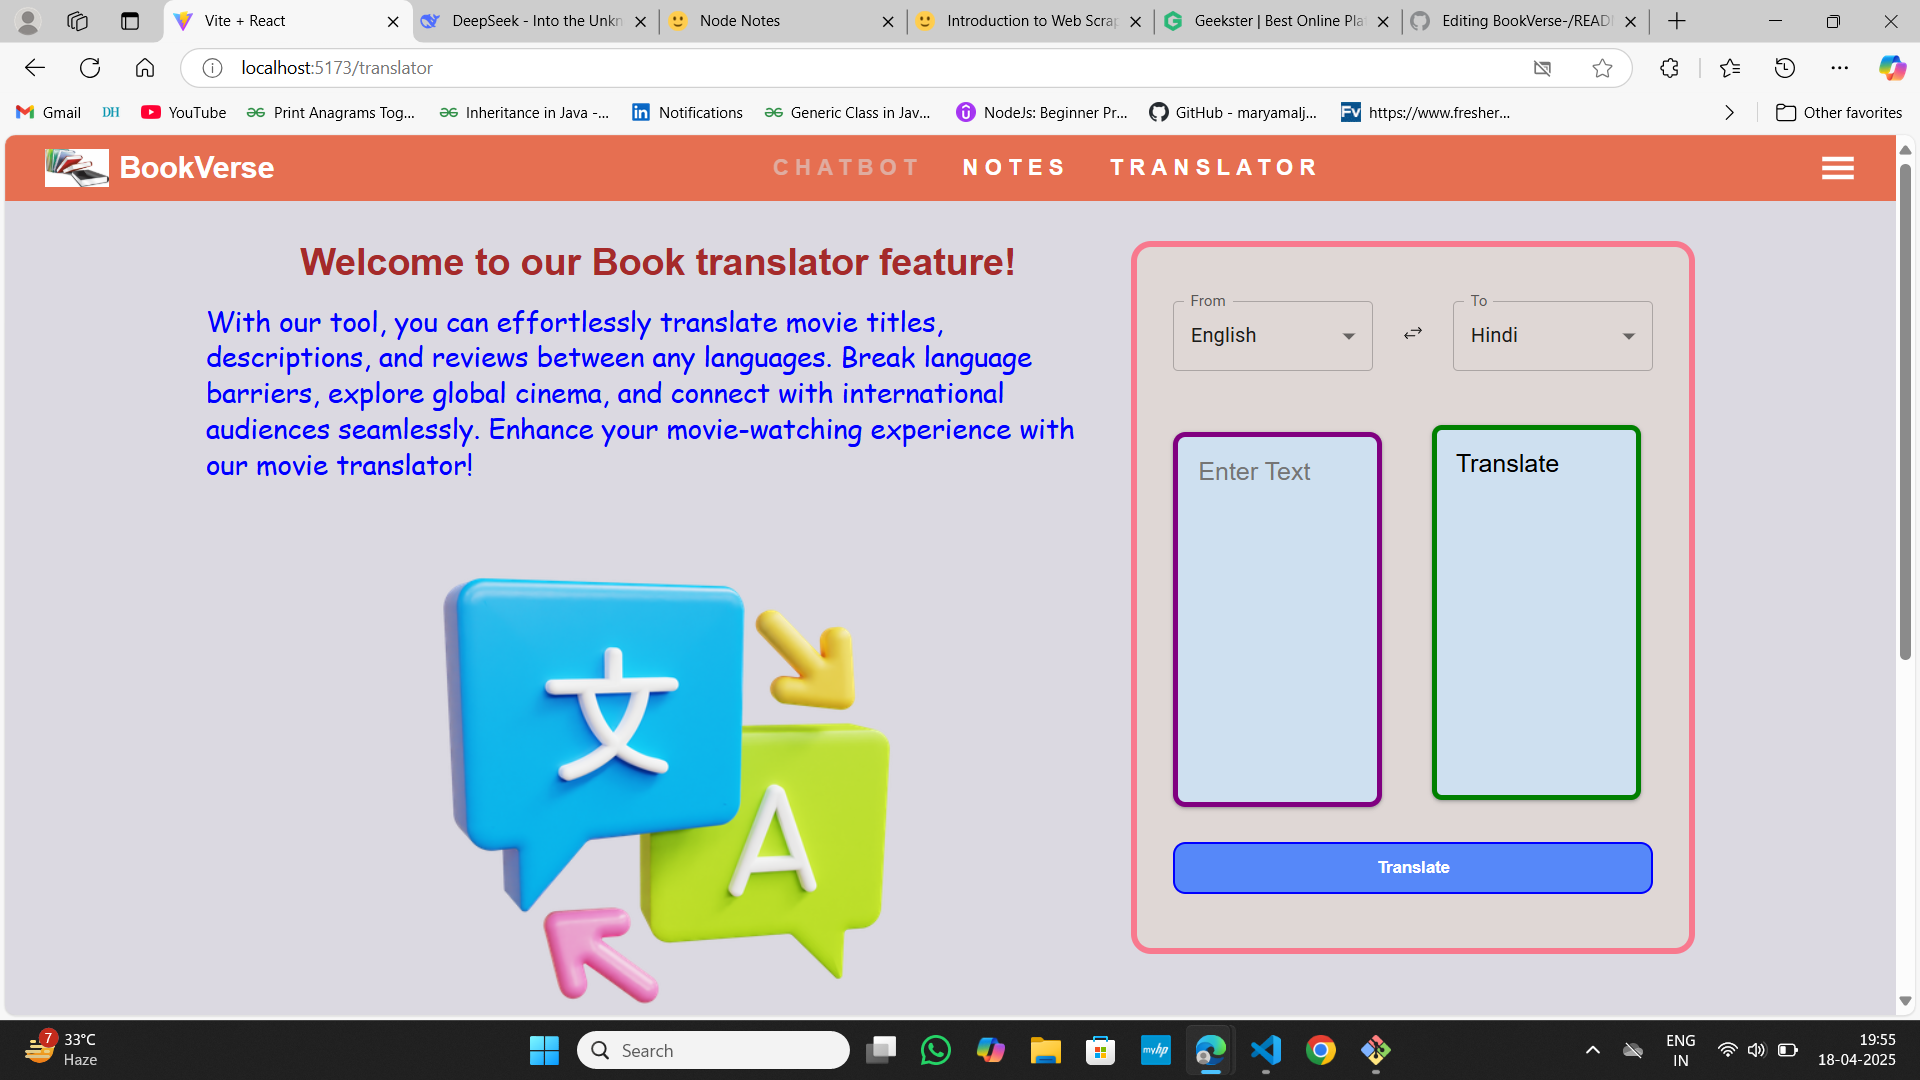 Vite + React
DeepSeek - Into the Unkn
Node Notes
Introduction to Web Scrap
Geekster | Best Online Pla
Editing BookVerse-/READ
localhost:5173/translator
Gmail
DH
YouTube
Print Anagrams Tog...
Inheritance in Java -...
Notifications
Generic Class in Jav...
NodeJs: Beginner Pr...
GitHub - maryamalj...
Fv
https://www.fresher...
Other favorites
BookVerse
CHATBOT
NOTES
TRANSLATOR
Welcome to our Book translator feature!
With our tool, you can effortlessly translate movie titles,
descriptions, and reviews between any languages. Break language
barriers, explore global cinema, and connect with international
audiences seamlessly. Enhance your movie-watching experience with
our movie translator!
文
A
From
English
To
Hindi
Enter Text
Translate
Translate
7
33°C
Haze
Search
myhp
ENG
IN
19:55
18-04-2025